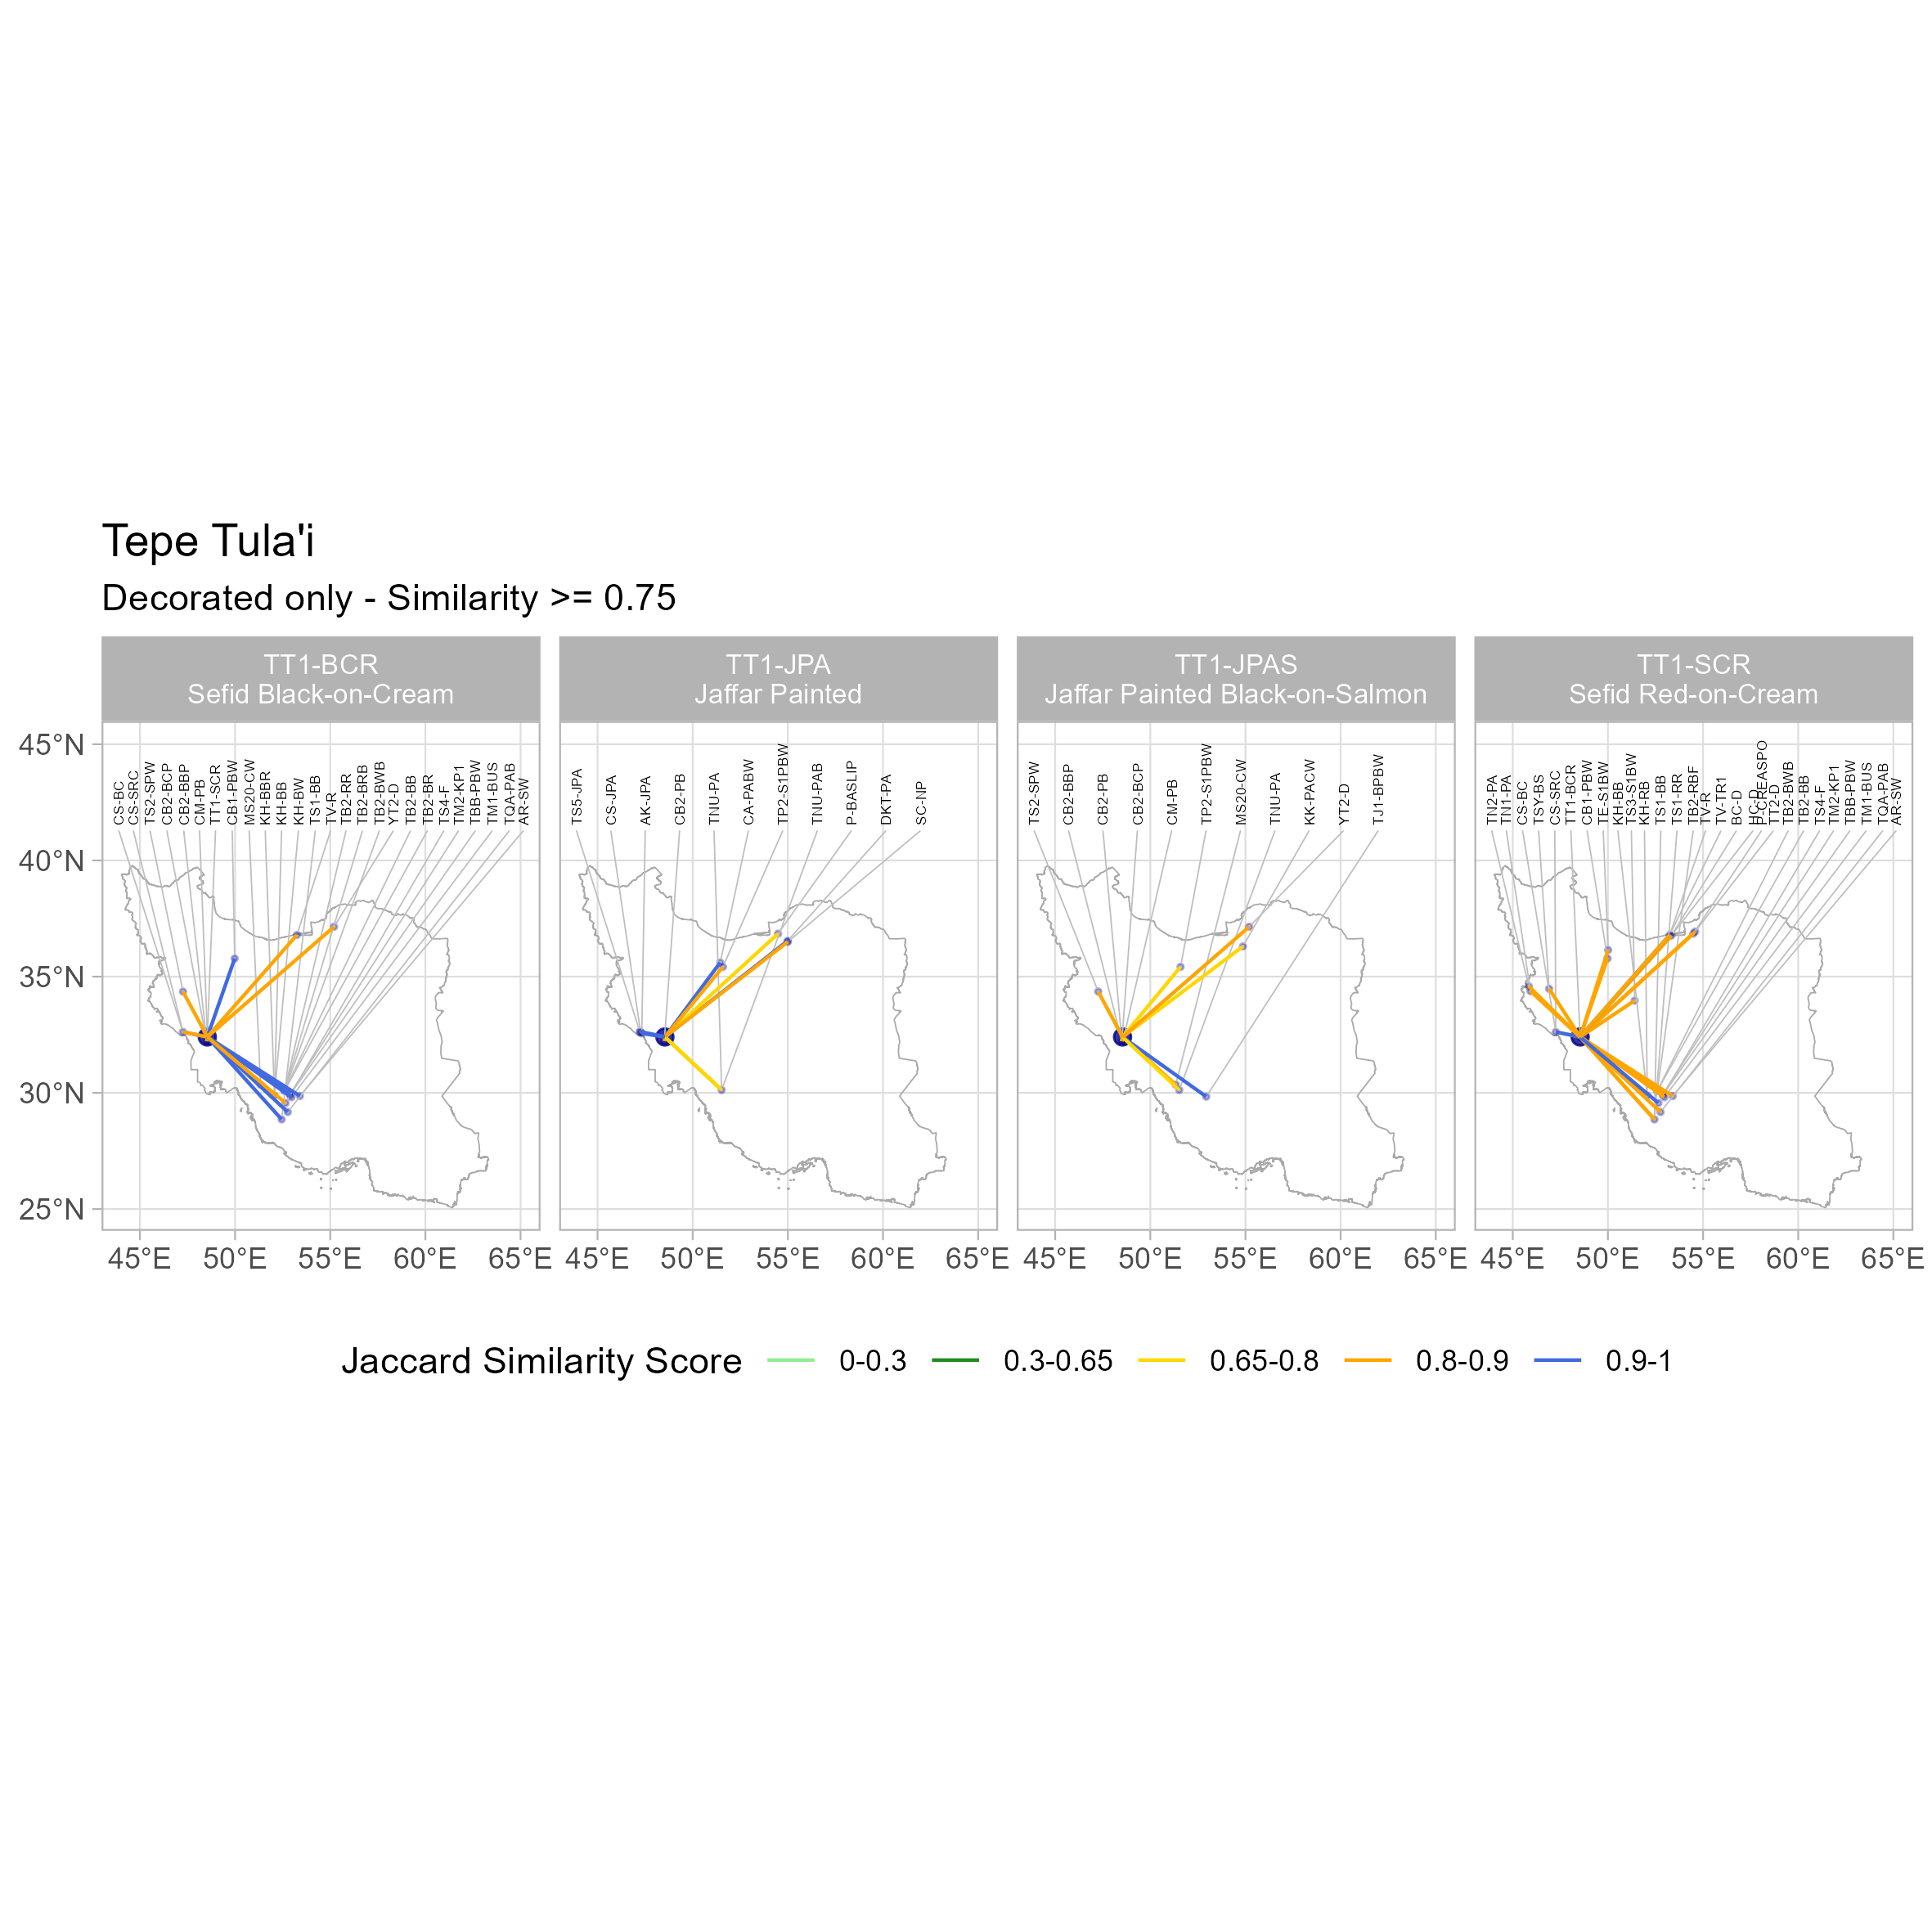 Tepe Tula'i
Decorated only - Similarity >= 0.75
TT1-BCR
Sefid Black-on-Cream
TT1-JPA
Jaffar Painted
TT1-JPAS
Jaffar Painted Black-on-Salmon
TT1-SCR
Sefid Red-on-Cream
45°N
40°N
35°N
30°N
25°N
CS-BC
CS-SRC
TS2-SPW
CB2-BCP
CB2-BBP
CM-PB
TT1-SCR
CB1-PBW
MS20-CW
KH-BBR
KH-BB
KH-BW
TS1-BB
TV-R
TB2-RR
TB2-BRB
TB2-BWB
YT2-D
TB2-BB
TB2-BR
TS4-F
TM2-KP1
TBB-PBW
TM1-BUS
TQA-PAB
AR-SW
TS5-JPA
CS-JPA
AK-JPA
CB2-PB
TNU-PA
CA-PABW
TP2-S1PBW
TNU-PAB
P-BASLIP
DKT-PA
SC-NP
TS2-SPW
CB2-BBP
CB2-PB
CB2-BCP
CM-PB
TP2-S1PBW
MS20-CW
TNU-PA
KK-PACW
YT2-D
TJ1-BPBW
TN2-PA
TN1-PA
CS-BC
TSY-BS
CS-SRC
TT1-BCR
CB1-PBW
TE-S1BW
KH-BB
TS3-S1BW
KH-RB
TS1-BB
TS1-RR
TB2-RBF
TV-R
TV-TR1
BC-D
HC-D
TT2-D
TB2-BWB
TB2-BB
TS4-F
TM2-KP1
TBB-PBW
TM1-BUS
TQA-PAB
AR-SW
45°E 50°E 55°E 60°E 65°E
45°E 50°E 55°E 60°E 65°E
45°E 50°E 55°E 60°E 65°E
45°E 50°E 55°E 60°E 65°E
Jaccard Similarity Score 0-0.3 0.3-0.65 0.65-0.8 0.8-0.9 0.9-1